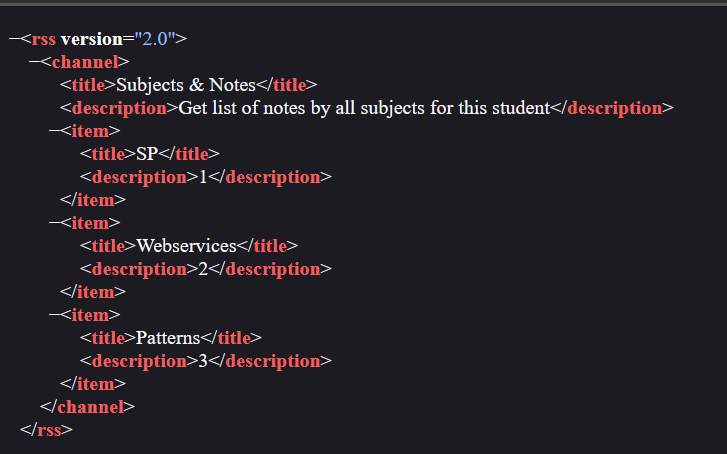 −<rss version="2.0">
−<channel>
<title>Subjects & Notes</title>
<description>Get list of notes by all subjects for this student</description>
−<item>
<title>SP</title>
<description>1</description>
</item>
−<item>
<title>Webservices</title>
<description>2</description>
</item>
−<item>
<title>Patterns</title>
<description>3</description>
</item>
</channel>
</rss>